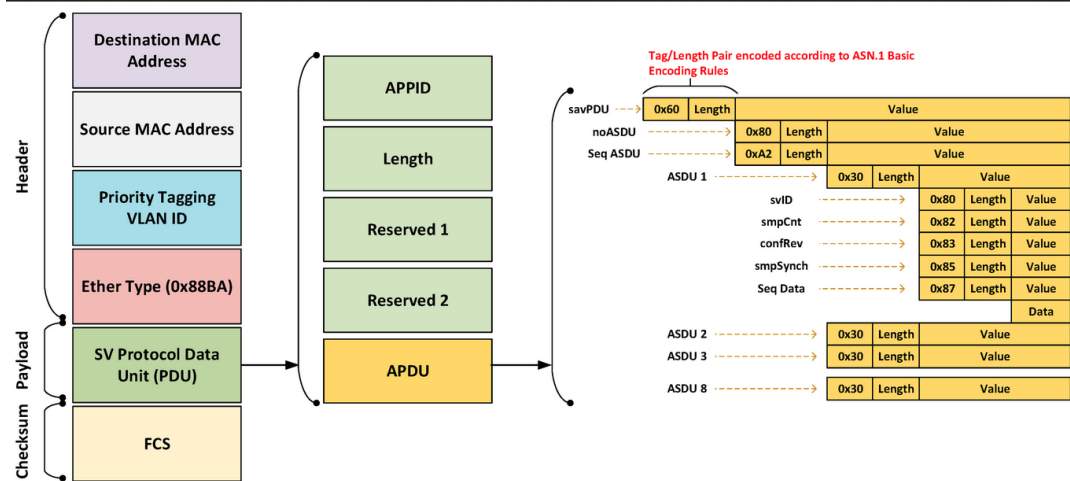 Header
Payload
Checksum
Destination MAC
Address
Source MAC Address
Priority Tagging
VLAN ID
Ether Type (0x88BA)
SV Protocol Data
Unit (PDU)
FCS
APPID
Length
Reserved 1
Reserved 2
APDU
Tag/Length Pair encoded according to ASN.1 Basic
Encoding Rules
savPDU 0x60 Length Value
noASDU 0x80 Length Value
Seq ASDU 0xA2 Length Value
ASDU 1 0x30 Length Value
svID 0x80 Length Value
smpCnt 0x82 Length Value
confRev 0x83 Length Value
smpSynch 0x85 Length Value
Seq Data 0x87 Length Value
Data
ASDU 2 0x30 Length Value
ASDU 3 0x30 Length Value
ASDU 8 0x30 Length Value